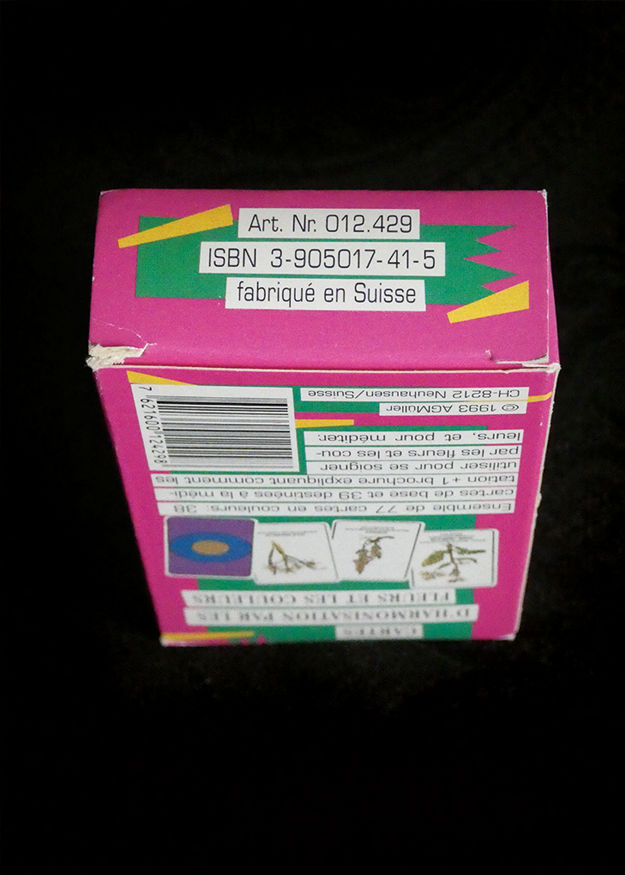 Art. Nr. 012.429
ISBN 3-905017-41-5
fabriqué en Suisse
CARTES
D'HARMONISATION PAR LES
FLEURS ET LES COULEURS
Ensemble de 77 cartes en couleurs: 38
cartes de base et 39 destinées à la médi-
tation + 1 brochure expliquant comment les
utiliser pour se soigner
par les fleurs et les cou-
leurs, et pour méditer.
© 1993 AGMüller
CH-8212 Neuhausen/Suisse
7 621600 124298